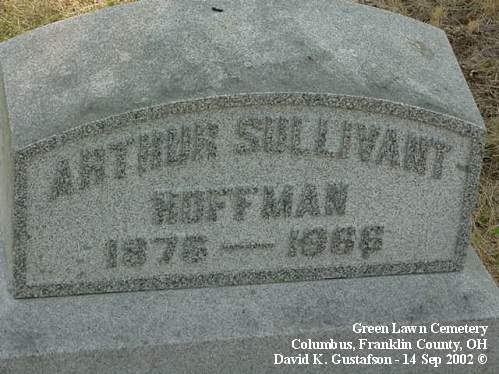 ARTHUR SULLIVANT
HOFFMAN
1876 — 1966
Green Lawn Cemetery
Columbus, Franklin County, OH
David K. Gustafson - 14 Sep 2002 ©